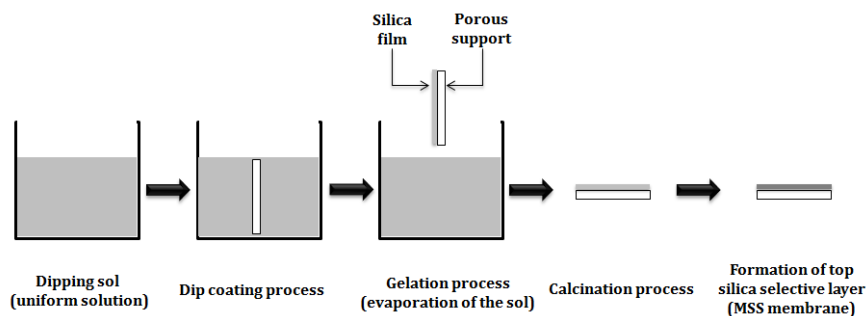 Silica
film
Porous
support
Dipping sol
(uniform solution)
Dip coating process
Gelation process
(evaporation of the sol)
Calcination process
Formation of top
silica selective layer
(MSS membrane)